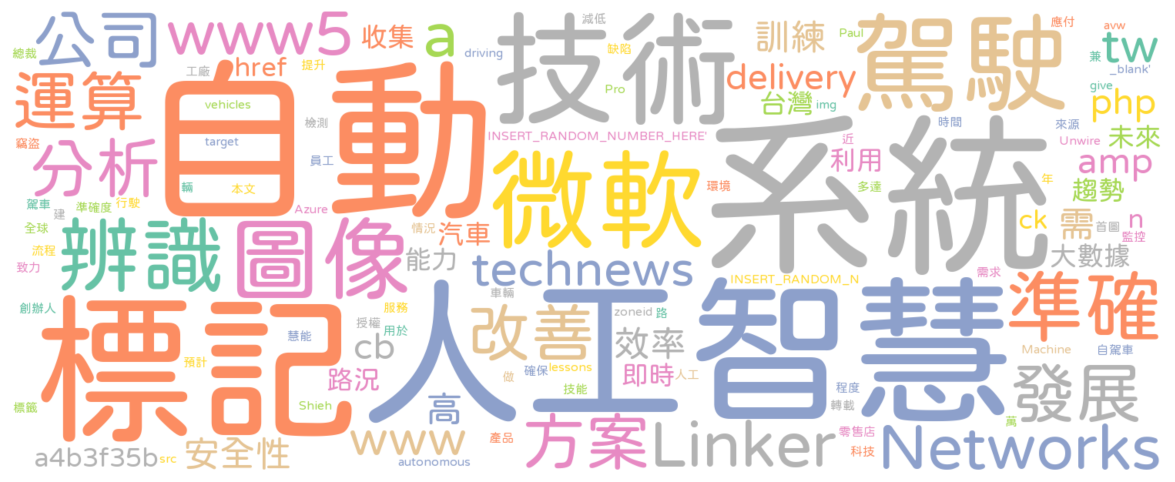 公司
www5
收集
a
driving
減低
缺陷
Paul
應付
avw
總裁
工廠
href
提升
技術
訓練
駕駛
兼
tw
_blank'
運算
自動
vehicles
Pro
delivery
台灣
img
give
php
target
檢測
INSERT_RANDOM_NUMBER_HERE'
時間
來源
未來
竊盜
分析
員工
微軟
系統
近
利用
Unwire
amp
輛
本文
環境
多達
趨勢
年
駕車
準確度
行駛
建
Azure
全球
辨識
圖像
情況
汽車
ck
需
首圖
n
監控
流程
致力
能力
technews
INSERT_RANDOM_N
需求
大數據
創辦人
標記
服務
人工智慧
車輛
zoneid
路
準確
慧能
授權
用於
改善
效率
cb
Machine
自駕車
預計
路況
做
確保
lessons
即時
人工
技能
程度
發展
標籤
Shieh
高
轉載
萬
a4b3f35b
src
安全性
www
產品
autonomous
方案
Linker
零售店
科技
Networks